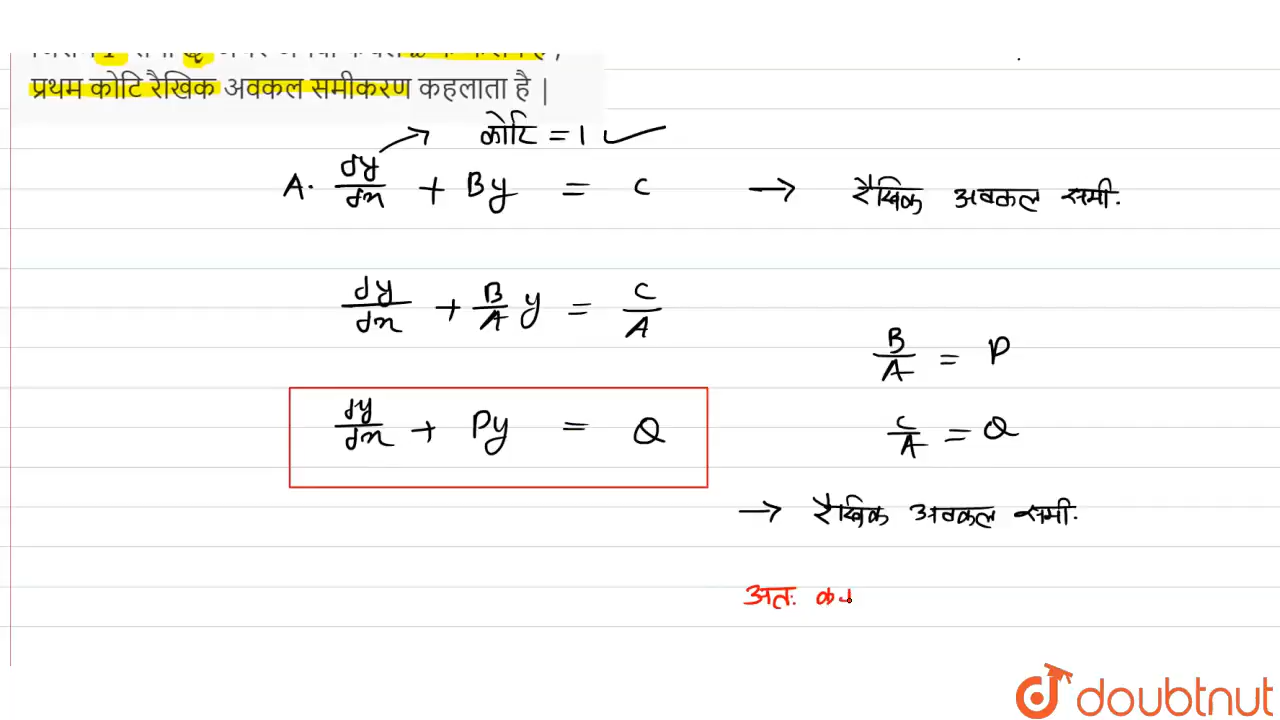 प्रथम कोटि रैखिक अवकल समीकरण कहलाता है |
कोटि = 1
A. dy/dx + By = C → रैखिक अवकल समी.
dy/dx + B/A y = C/A
B/A = P
dy/dx + Py = Q
C/A = Q
→ रैखिक अवकल समी.
अतः
doubtnut